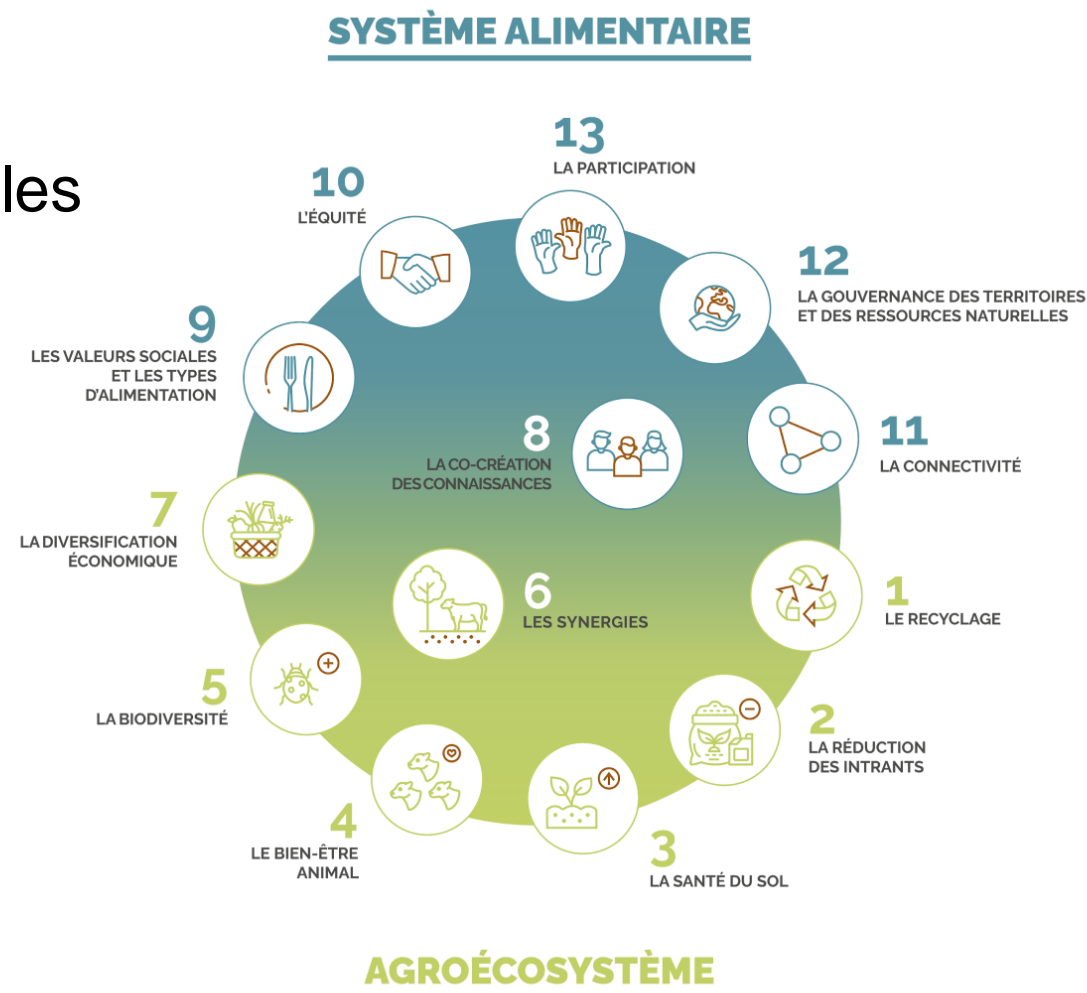 SYSTÈME ALIMENTAIRE
les
13
LA PARTICIPATION
10
L'ÉQUITÉ
12
LA GOUVERNANCE DES TERRITOIRES
ET DES RESSOURCES NATURELLES
9
LES VALEURS SOCIALES
ET LES TYPES
D'ALIMENTATION
11
LA CONNECTIVITÉ
8
LA CO-CRÉATION
DES CONNAISSANCES
7
LA DIVERSIFICATION
ÉCONOMIQUE
6
LES SYNERGIES
1
LE RECYCLAGE
5
LA BIODIVERSITÉ
2
LA RÉDUCTION
DES INTRANTS
4
LE BIEN-ÊTRE
ANIMAL
3
LA SANTÉ DU SOL
AGROÉCOSYSTÈME